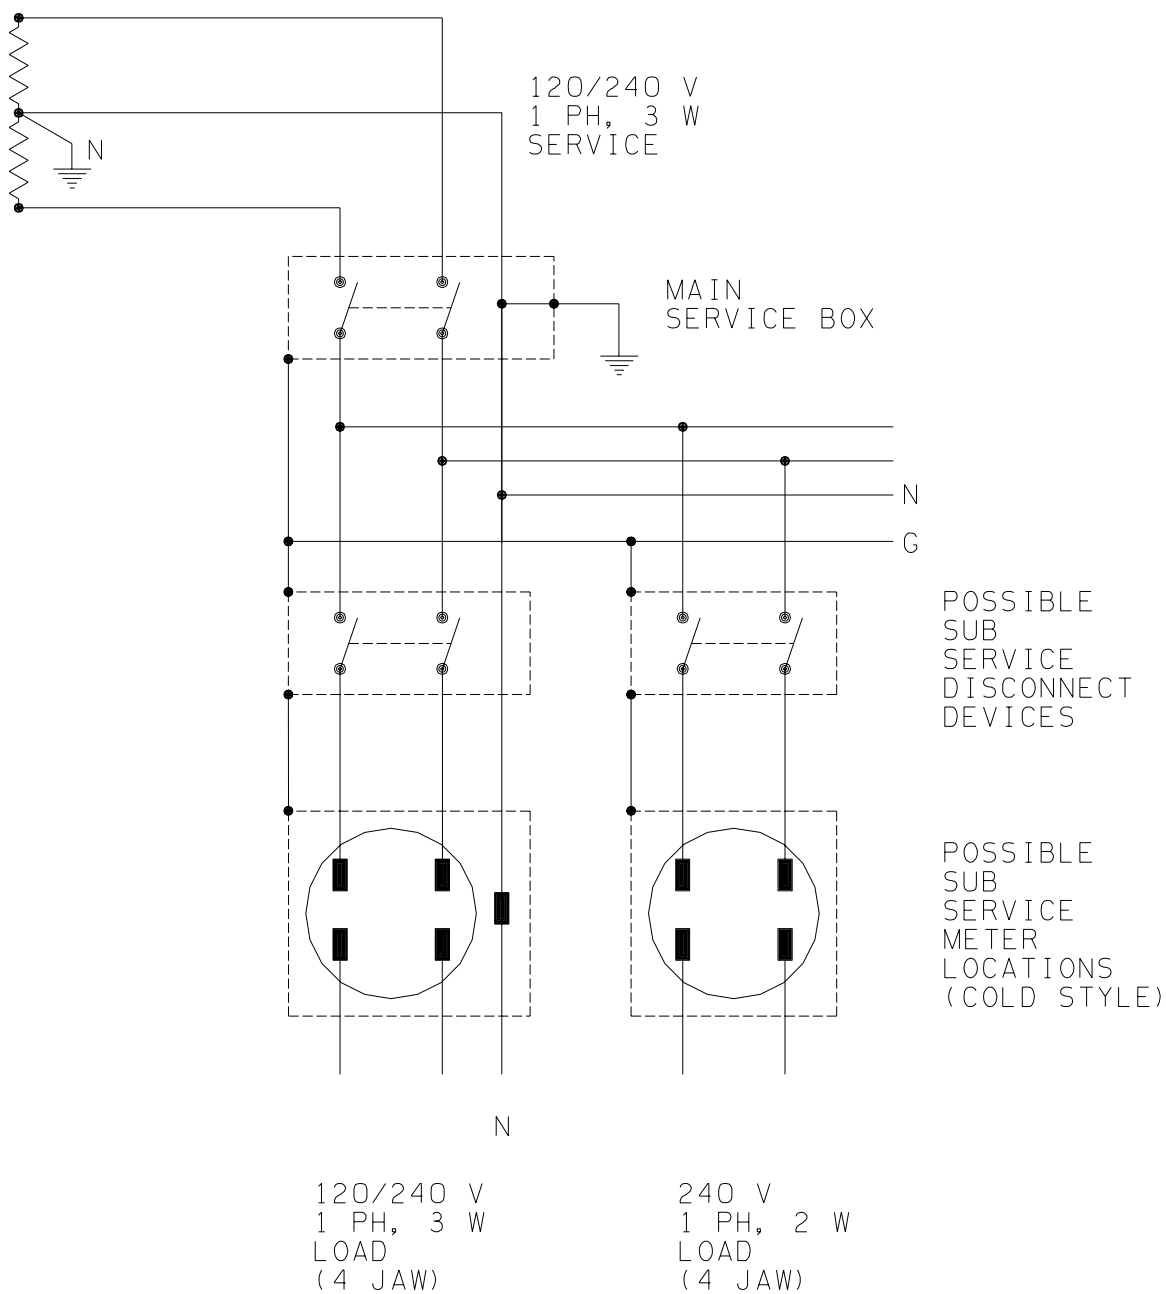 120/240 V
1 PH, 3 W
SERVICE
N
MAIN
SERVICE BOX
N
G
POSSIBLE
SUB
SERVICE
DISCONNECT
DEVICES
POSSIBLE
SUB
SERVICE
METER
LOCATIONS
(COLD STYLE)
N
120/240 V
1 PH, 3 W
LOAD
(4 JAW)
240 V
1 PH, 2 W
LOAD
(4 JAW)